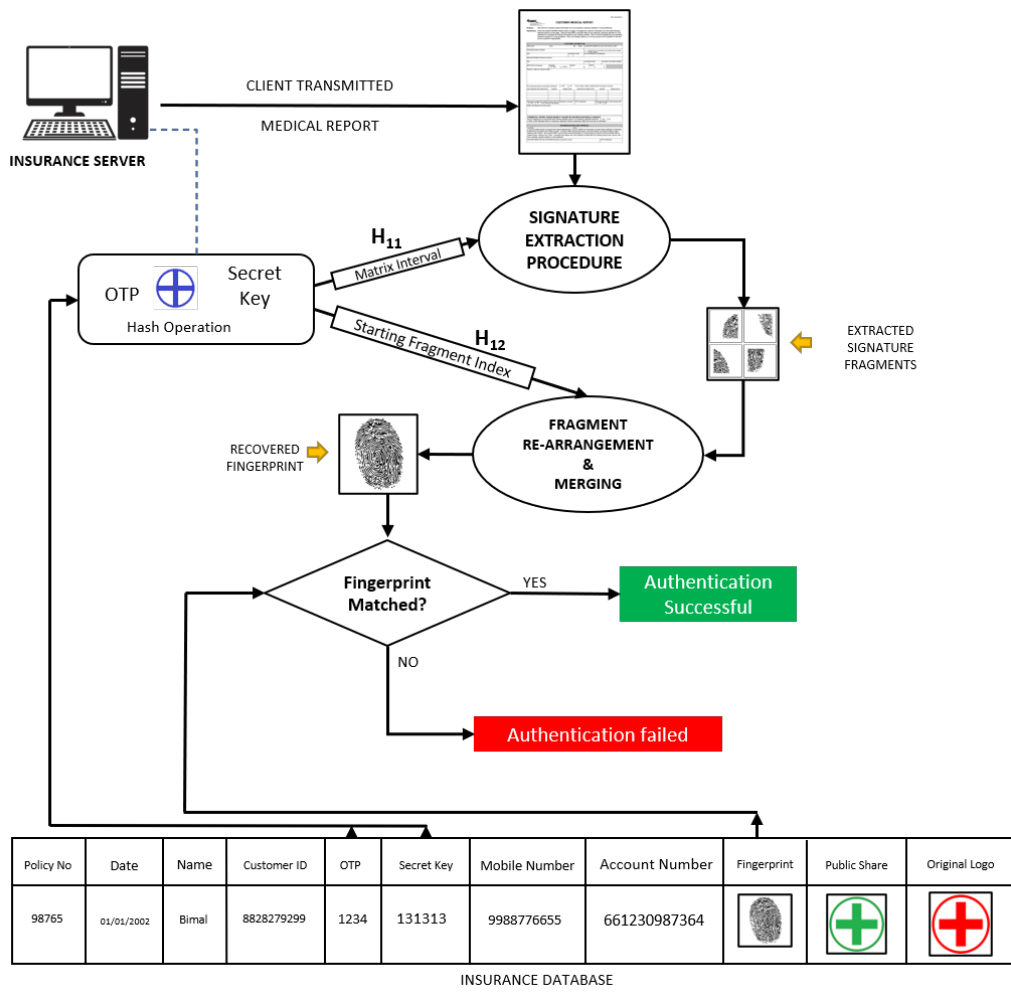 CUSTOMER MEDICAL REPORT
CLIENT TRANSMITTED
MEDICAL REPORT
INSURANCE SERVER
SIGNATURE
EXTRACTION
PROCEDURE
H11
Matrix Interval
OTP
Secret
Key
Hash Operation
H12
Starting Fragment Index
EXTRACTED
SIGNATURE
FRAGMENTS
FRAGMENT
RE-ARRANGEMENT
&
MERGING
RECOVERED
FINGERPRINT
Fingerprint
Matched?
YES
Authentication
Successful
NO
Authentication failed
Policy No Date Name Customer ID OTP Secret Key Mobile Number Account Number Fingerprint Public Share Original Logo
98765 01/01/2002 Bimal 8828279299 1234 131313 9988776655 661230987364
INSURANCE DATABASE